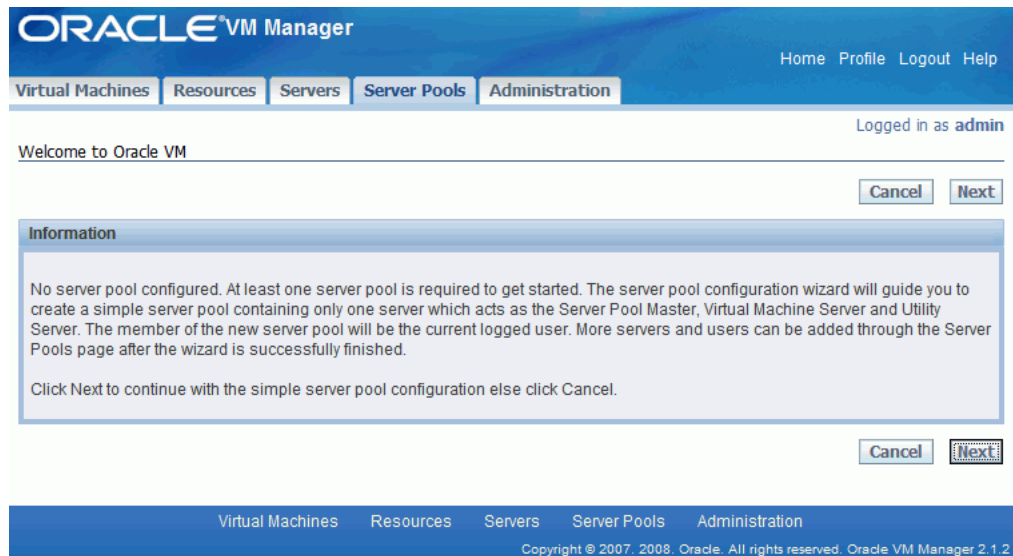 ORACLE VM Manager
Home Profile Logout Help
Virtual Machines Resources Servers Server Pools Administration
Logged in as admin
Welcome to Oracle VM
Cancel Next
Information
No server pool configured. At least one server pool is required to get started. The server pool configuration wizard will guide you to
create a simple server pool containing only one server which acts as the Server Pool Master, Virtual Machine Server and Utility
Server. The member of the new server pool will be the current logged user. More servers and users can be added through the Server
Pools page after the wizard is successfully finished.
Click Next to continue with the simple server pool configuration else click Cancel.
Cancel Next
Virtual Machines Resources Servers Server Pools Administration
Copyright © 2007, 2008, Oracle. All rights reserved. Oracle VM Manager 2.1.2